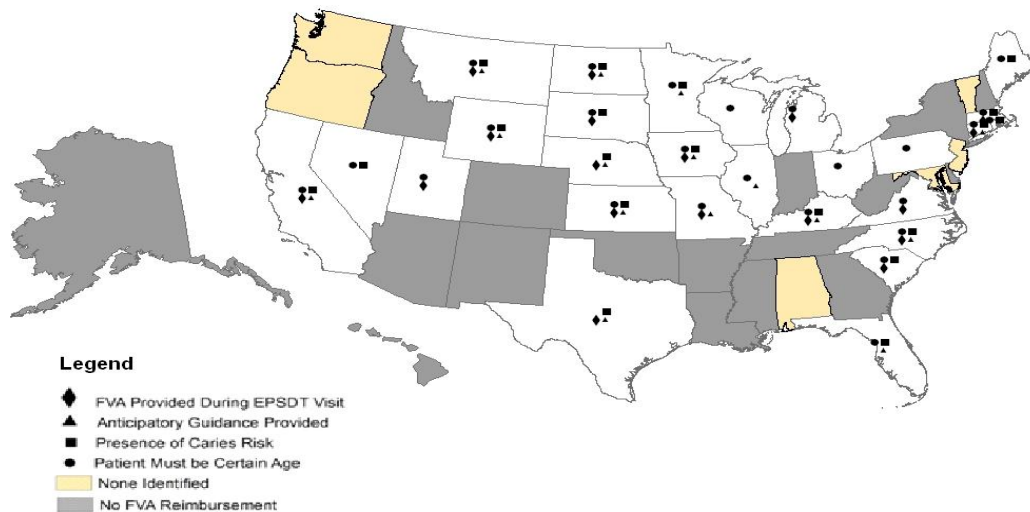 Legend
FVA Provided During EPSDT Visit
Anticipatory Guidance Provided
Presence of Caries Risk
Patient Must be Certain Age
None Identified
No FVA Reimbursement